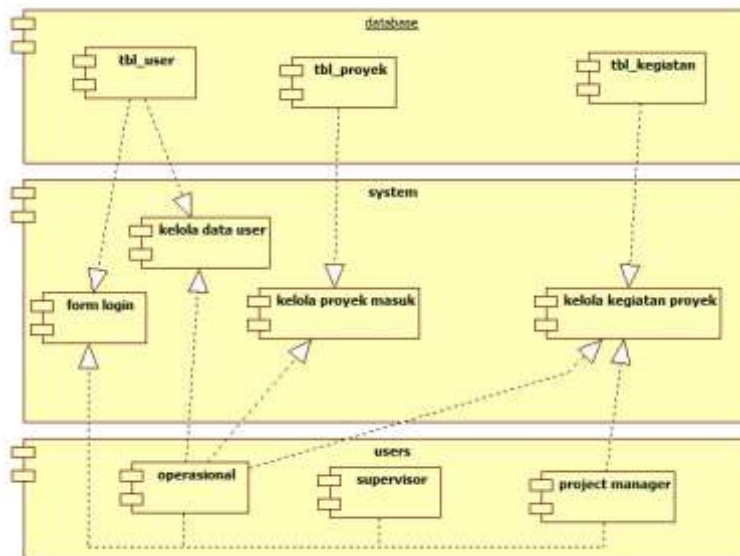 database
tbl_user
tbl_proyek
tbl_kegiatan
system
kelola data user
form login
kelola proyek masuk
kelola kegiatan proyek
users
operasional
supervisor
project manager